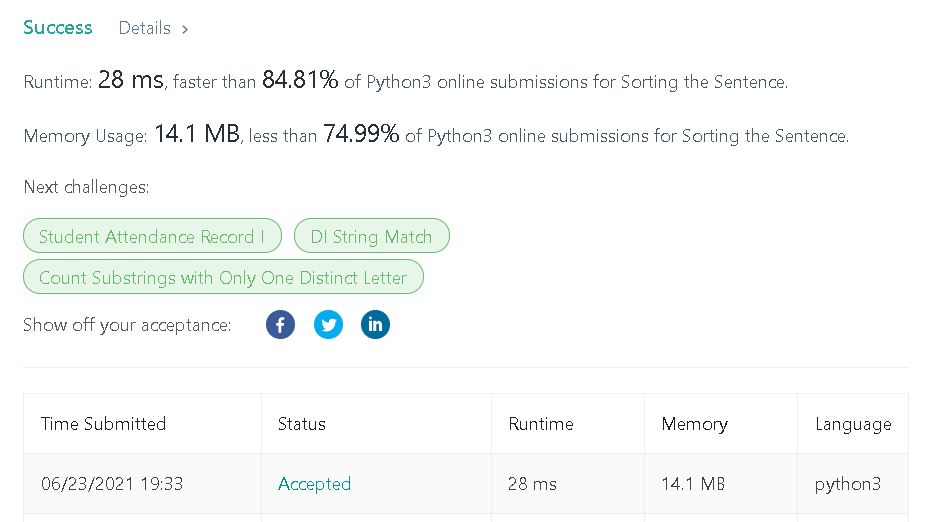 Success Details >
Runtime: 28 ms, faster than 84.81% of Python3 online submissions for Sorting the Sentence.
Memory Usage: 14.1 MB, less than 74.99% of Python3 online submissions for Sorting the Sentence.
Next challenges:
Student Attendance Record I DI String Match
Count Substrings with Only One Distinct Letter
Show off your acceptance: f in
Time Submitted Status Runtime Memory Language
06/23/2021 19:33 Accepted 28 ms 14.1 MB python3